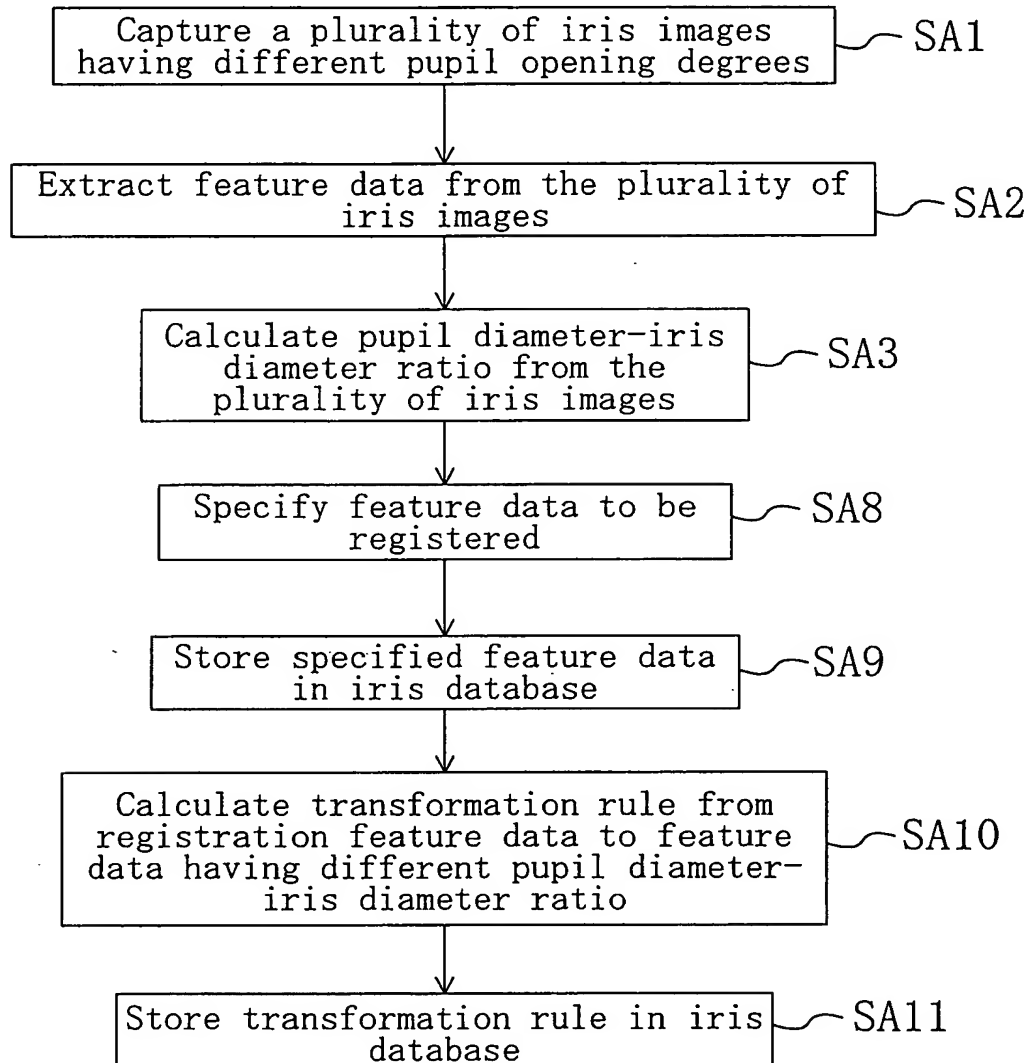 Capture a plurality of iris images
having different pupil opening degrees
SA1
Extract feature data from the plurality of
iris images
SA2
Calculate pupil diameter-iris
diameter ratio from the
plurality of iris images
SA3
Specify feature data to be
registered
SA8
Store specified feature data
in iris database
SA9
Calculate transformation rule from
registration feature data to feature
data having different pupil diameter-
iris diameter ratio
SA10
Store transformation rule in iris
database
SA11